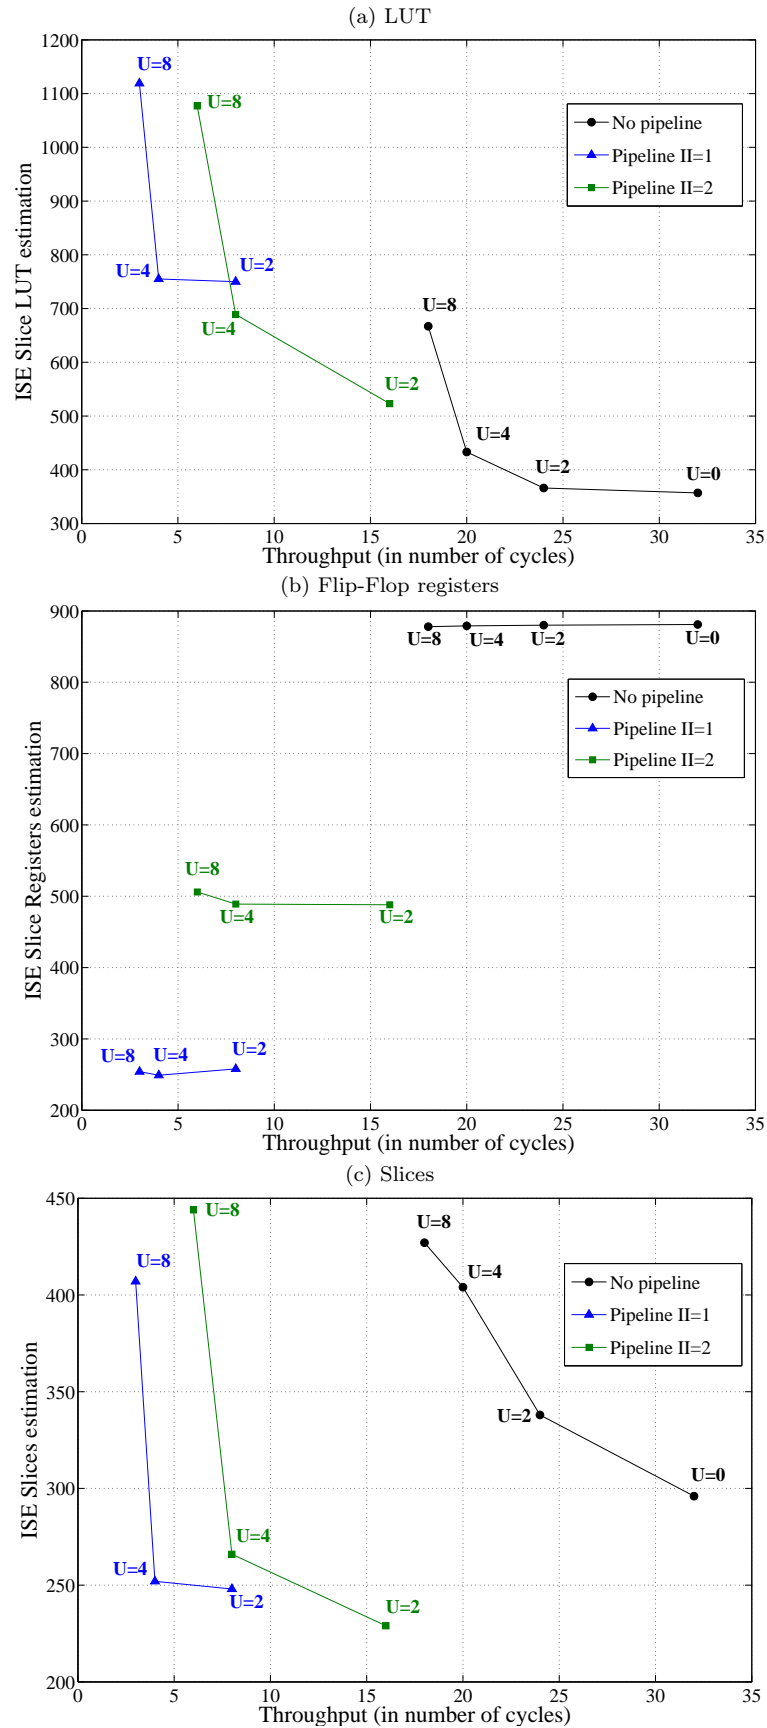 (a) LUT
1200
1100
1000
900
800
700
600
500
400
300
ISE Slice LUT estimation
U=8
U=8
No pipeline
Pipeline II=1
Pipeline II=2
U=4
U=2
U=4
U=8
U=2
U=4
U=2
U=0
0 5 10 15 20 25 30 35
Throughput (in number of cycles)
(b) Flip-Flop registers
900
800
700
600
500
400
300
200
ISE Slice Registers estimation
U=8
U=4
U=2
U=0
No pipeline
Pipeline II=1
Pipeline II=2
U=8
U=4
U=2
U=8
U=4
U=2
0 5 10 15 20 25 30 35
Throughput (in number of cycles)
(c) Slices
450
400
350
300
250
200
ISE Slices estimation
U=8
U=8
U=8
U=4
No pipeline
Pipeline II=1
Pipeline II=2
U=2
U=0
U=4
U=4
U=2
U=2
0 5 10 15 20 25 30 35
Throughput (in number of cycles)